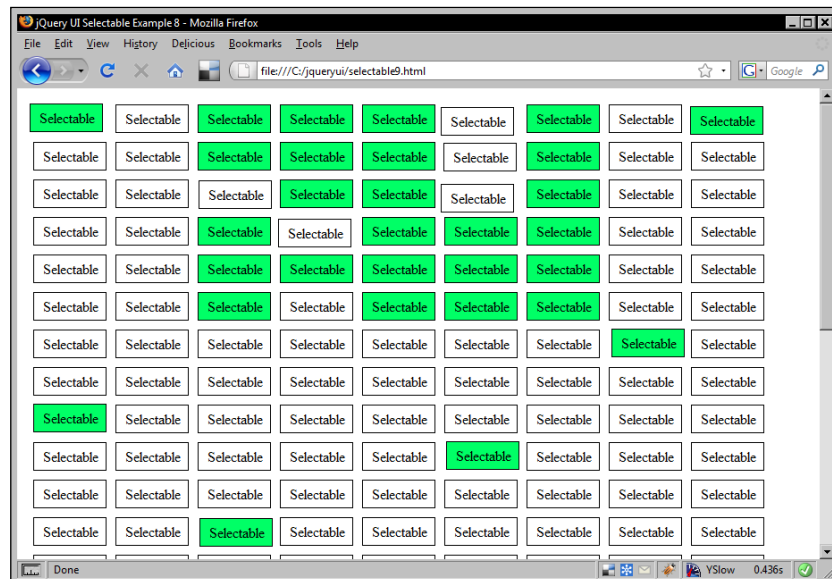 jQuery UI Selectable Example 8 - Mozilla Firefox
File Edit View History Delicious Bookmarks Tools Help
file:///C:/jqueryui/selectable9.html G Google
Selectable Selectable Selectable Selectable Selectable Selectable Selectable Selectable Selectable
Selectable Selectable Selectable Selectable Selectable Selectable Selectable Selectable Selectable
Selectable Selectable Selectable Selectable Selectable Selectable Selectable Selectable Selectable
Selectable Selectable Selectable Selectable Selectable Selectable Selectable Selectable Selectable
Selectable Selectable Selectable Selectable Selectable Selectable Selectable Selectable Selectable
Selectable Selectable Selectable Selectable Selectable Selectable Selectable Selectable Selectable
Selectable Selectable Selectable Selectable Selectable Selectable Selectable Selectable Selectable
Selectable Selectable Selectable Selectable Selectable Selectable Selectable Selectable Selectable
Selectable Selectable Selectable Selectable Selectable Selectable Selectable Selectable Selectable
Selectable Selectable Selectable Selectable Selectable Selectable Selectable Selectable Selectable
Selectable Selectable Selectable Selectable Selectable Selectable Selectable Selectable Selectable
Selectable Selectable Selectable Selectable Selectable Selectable Selectable Selectable Selectable
Done YSlow 0.436s